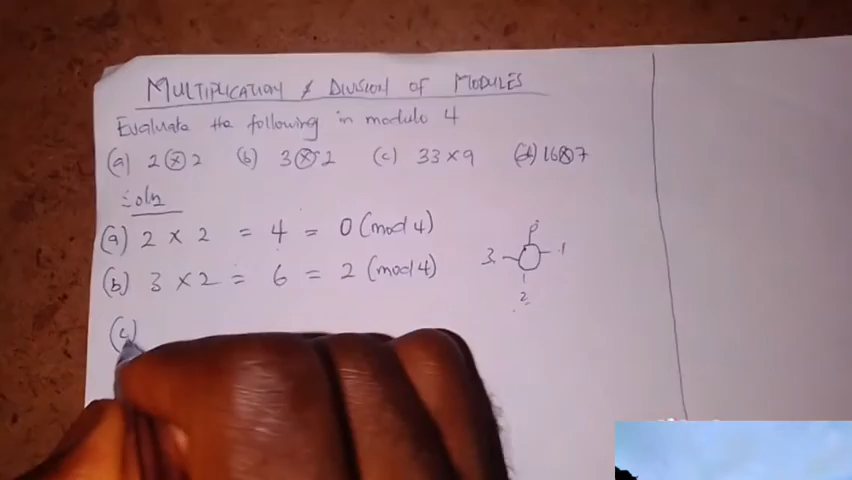 MULTIPLICATION & DIVISION OF MODULES
Evaluate the following in modulo 4
(a) 2 ⊗ 2 (b) 3 ⊗ 2 (c) 33 × 9 (d) 16 ⊗ 7
Soln
(a) 2 × 2 = 4 = 0 (mod 4)
(b) 3 × 2 = 6 = 2 (mod 4)
0
3 1
2
(c)